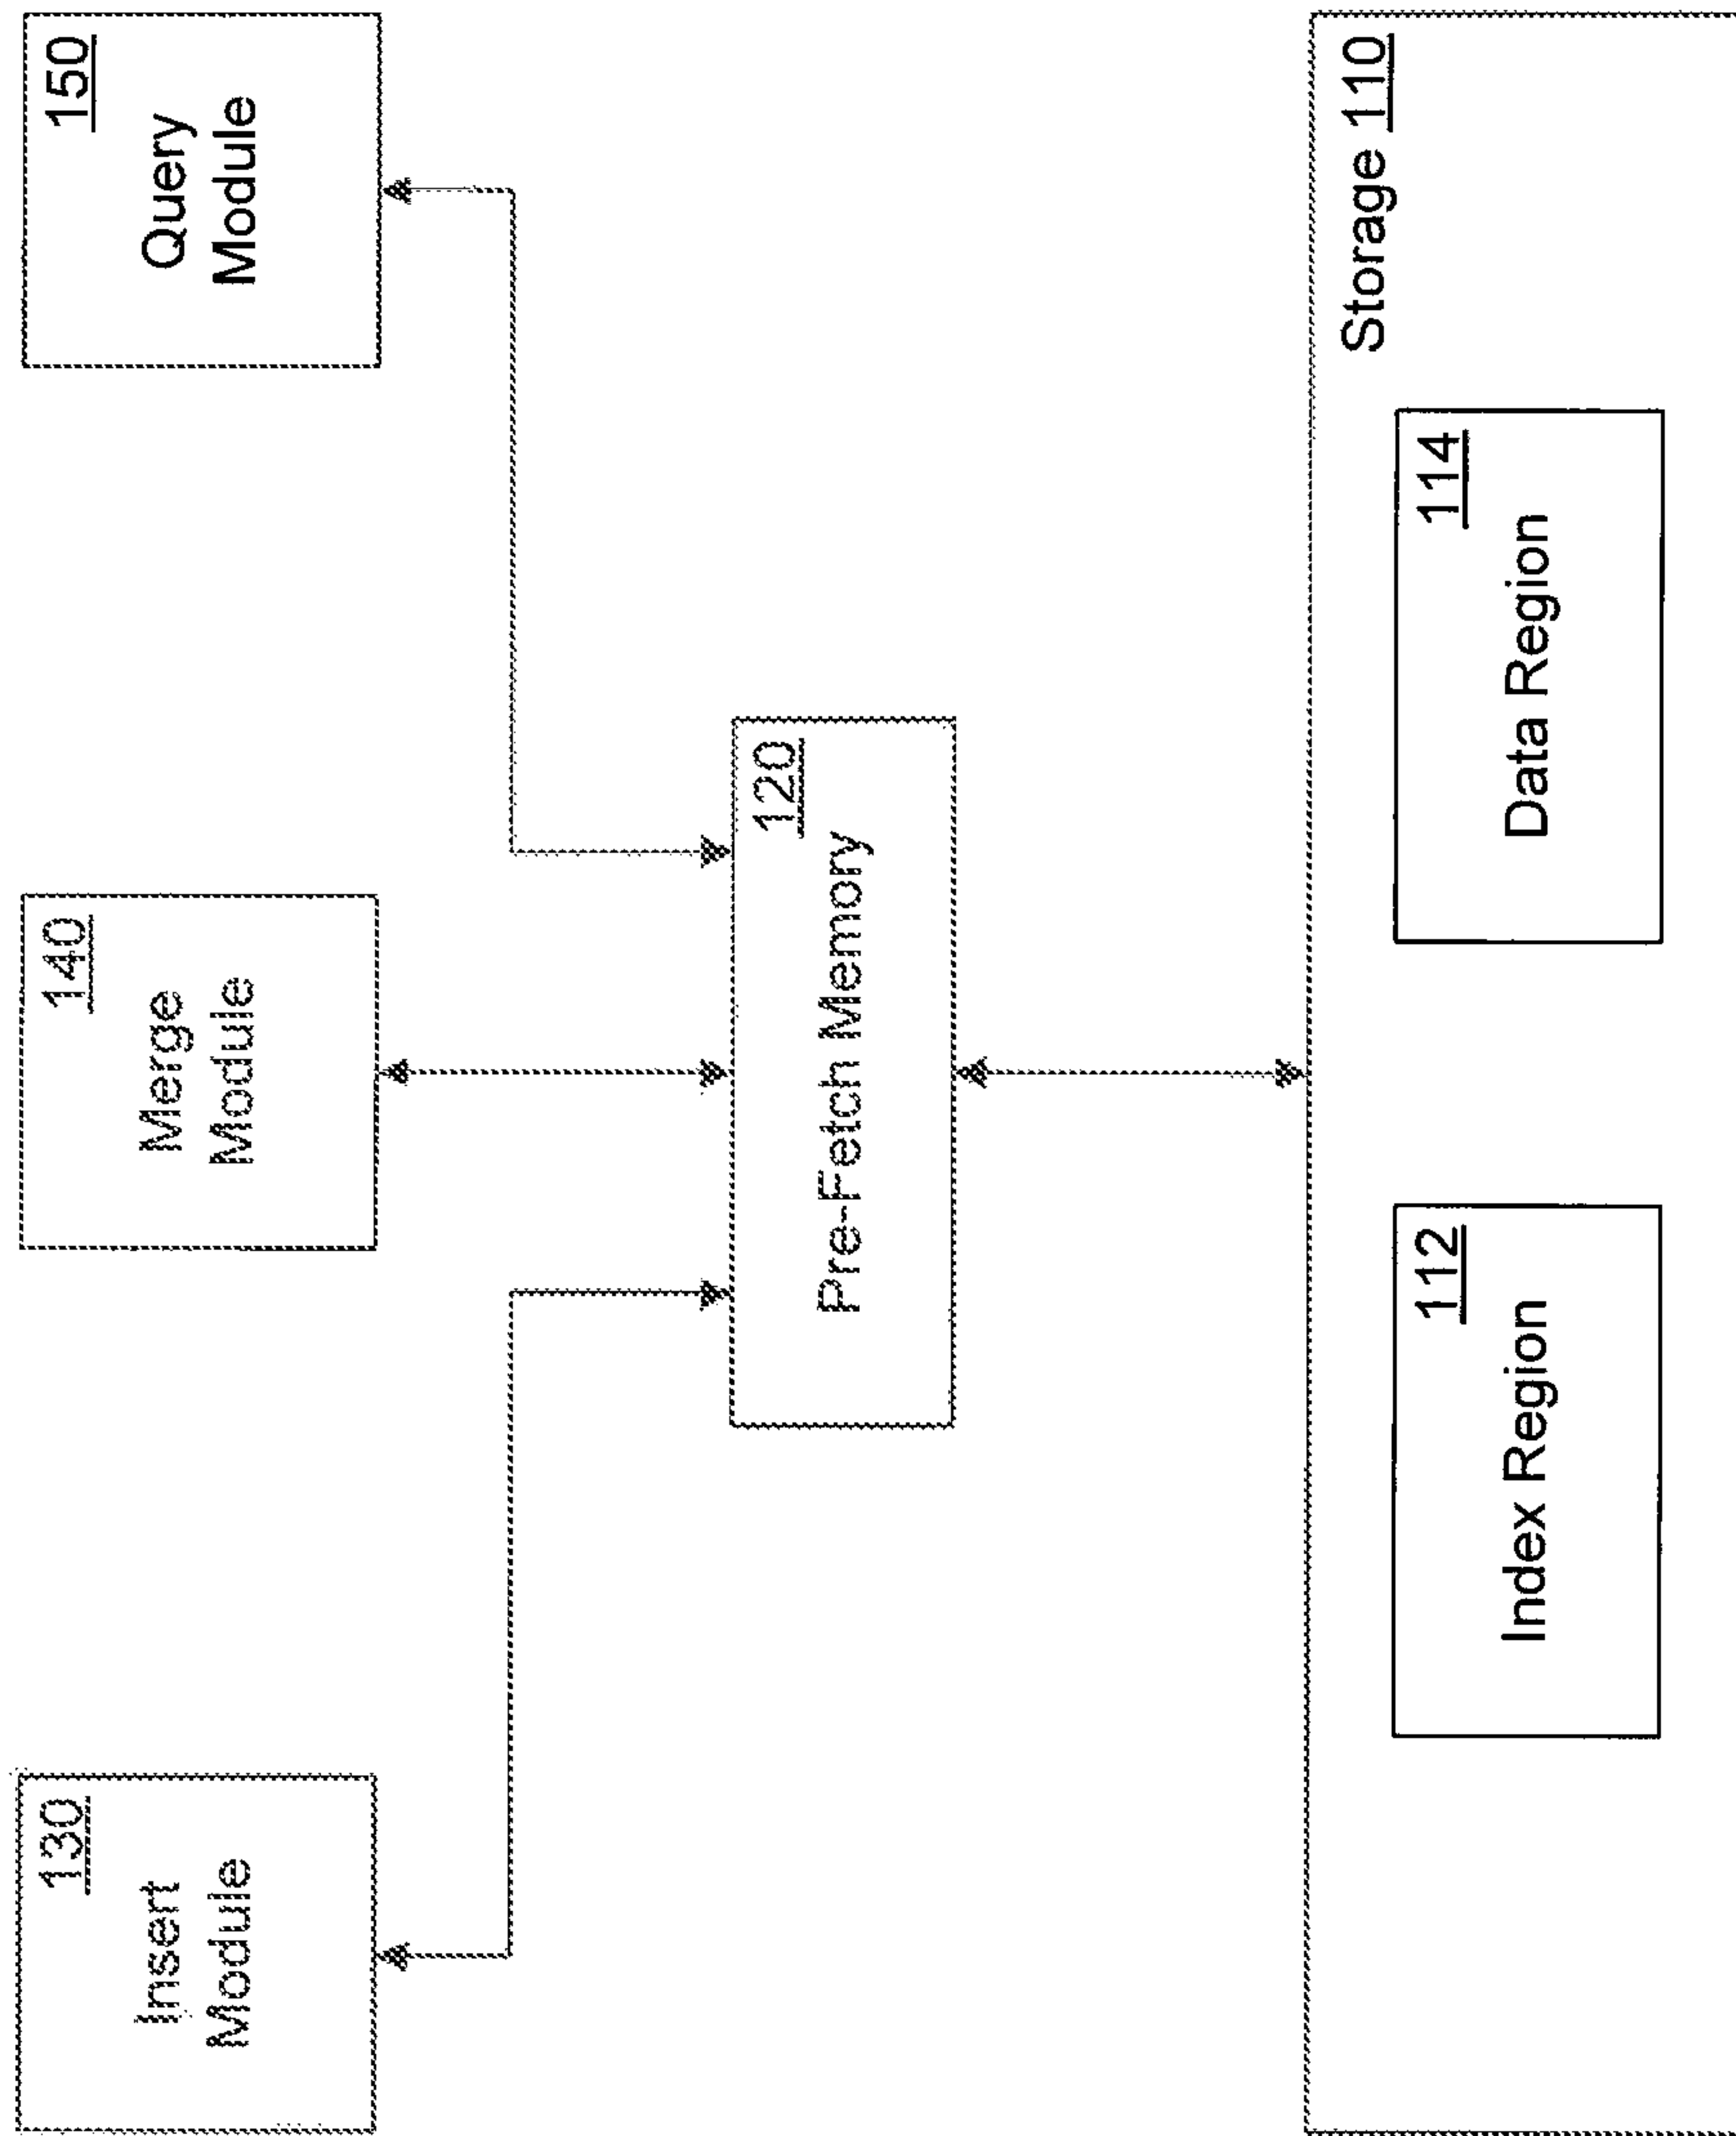 130
Insert
Module
140
Merge
Module
150
Query
Module
120
Pre-Fetch Memory
Storage 110
112
Index Region
114
Data Region